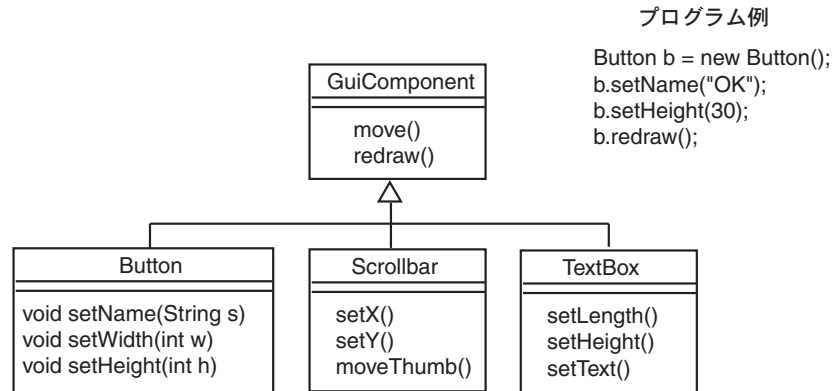 プログラム例
Button b = new Button();
b.setName("OK");
b.setHeight(30);
b.redraw();
GuiComponent
move()
redraw()
Button
void setName(String s)
void setWidth(int w)
void setHeight(int h)
Scrollbar
setX()
setY()
moveThumb()
TextBox
setLength()
setHeight()
setText()